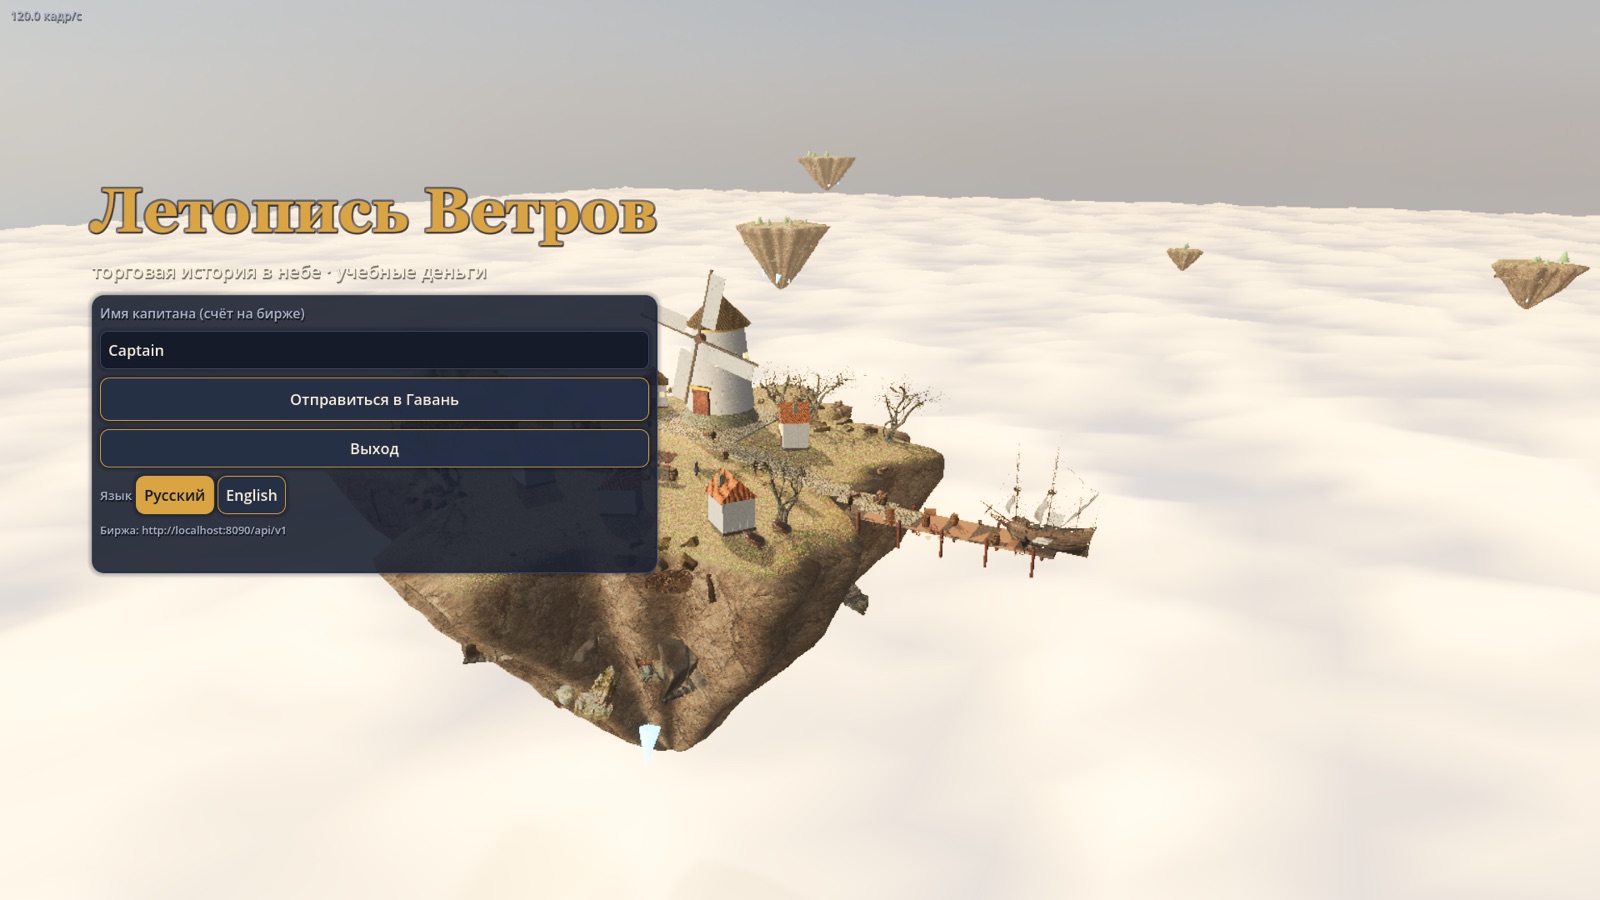 120.0 кадр/с
Летопись Ветров
торговая история в небе · учебные деньги
Имя капитана (счёт на бирже)
Captain
Отправиться в Гавань
Выход
Язык Русский English
Биржа: http://localhost:8090/api/v1